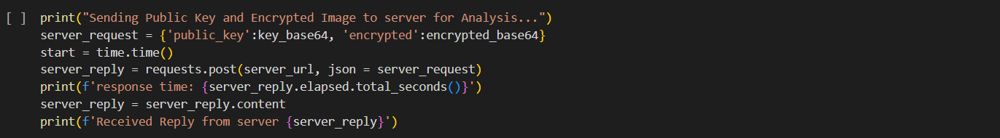 [ ] print("Sending Public Key and Encrypted Image to server for Analysis...")
server_request = {'public_key':key_base64, 'encrypted':encrypted_base64}
start = time.time()
server_reply = requests.post(server_url, json = server_request)
print(f'response time: {server_reply.elapsed.total_seconds()}')
server_reply = server_reply.content
print(f'Received Reply from server {server_reply}')